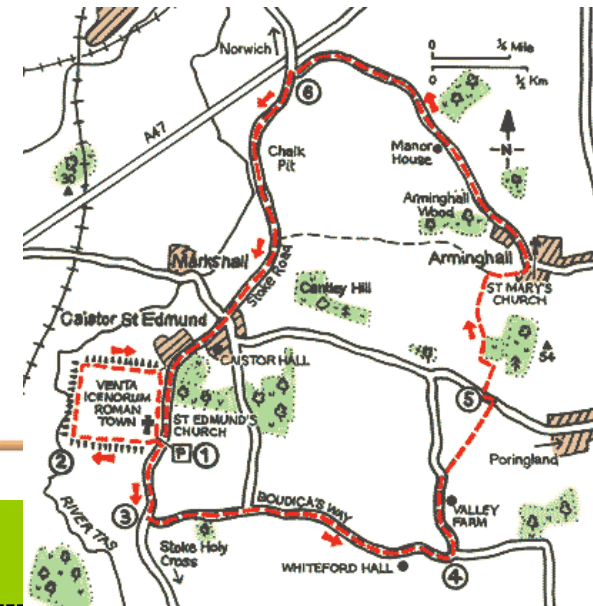 Norwich
0 ¼ Mile
0 ½ Km
6
A47
Chalk
Pit
Manor
House
N
30
Arminghall
Wood
Markshall
Stoke Road
Arminghall
ST MARY'S
CHURCH
Cantley Hill
Caistor St Edmund
CAISTOR HALL
54
VENTA
ICENORUM
ROMAN
TOWN
ST EDMUND'S
CHURCH
5
P
1
2
Poringland
RIVER TAS
3
BOUDICA'S WAY
VALLEY
FARM
Stoke Holy
Cross
WHITEFORD HALL
4